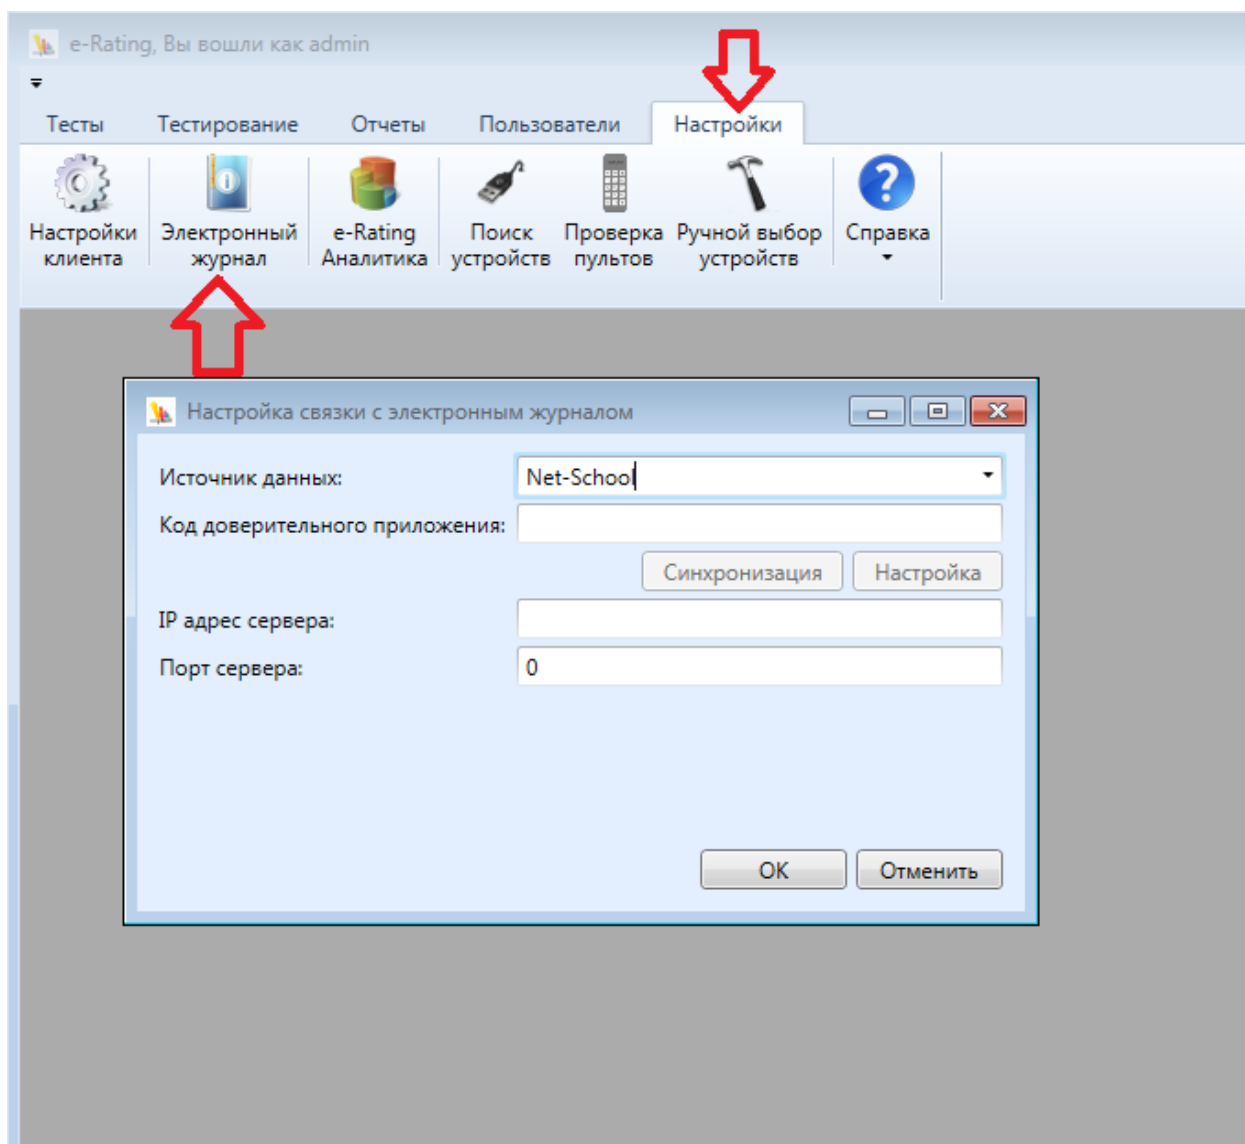 e-Rating, Вы вошли как admin
Тесты Тестирование Отчеты Пользователи Настройки
Настройки клиента
Электронный журнал
e-Rating Аналитика
Поиск устройств
Проверка пультов
Ручной выбор устройств
Справка
Настройка связки с электронным журналом
Источник данных: Net-School
Код доверительного приложения:
Синхронизация Настройка
IP адрес сервера:
Порт сервера: 0
OK Отменить